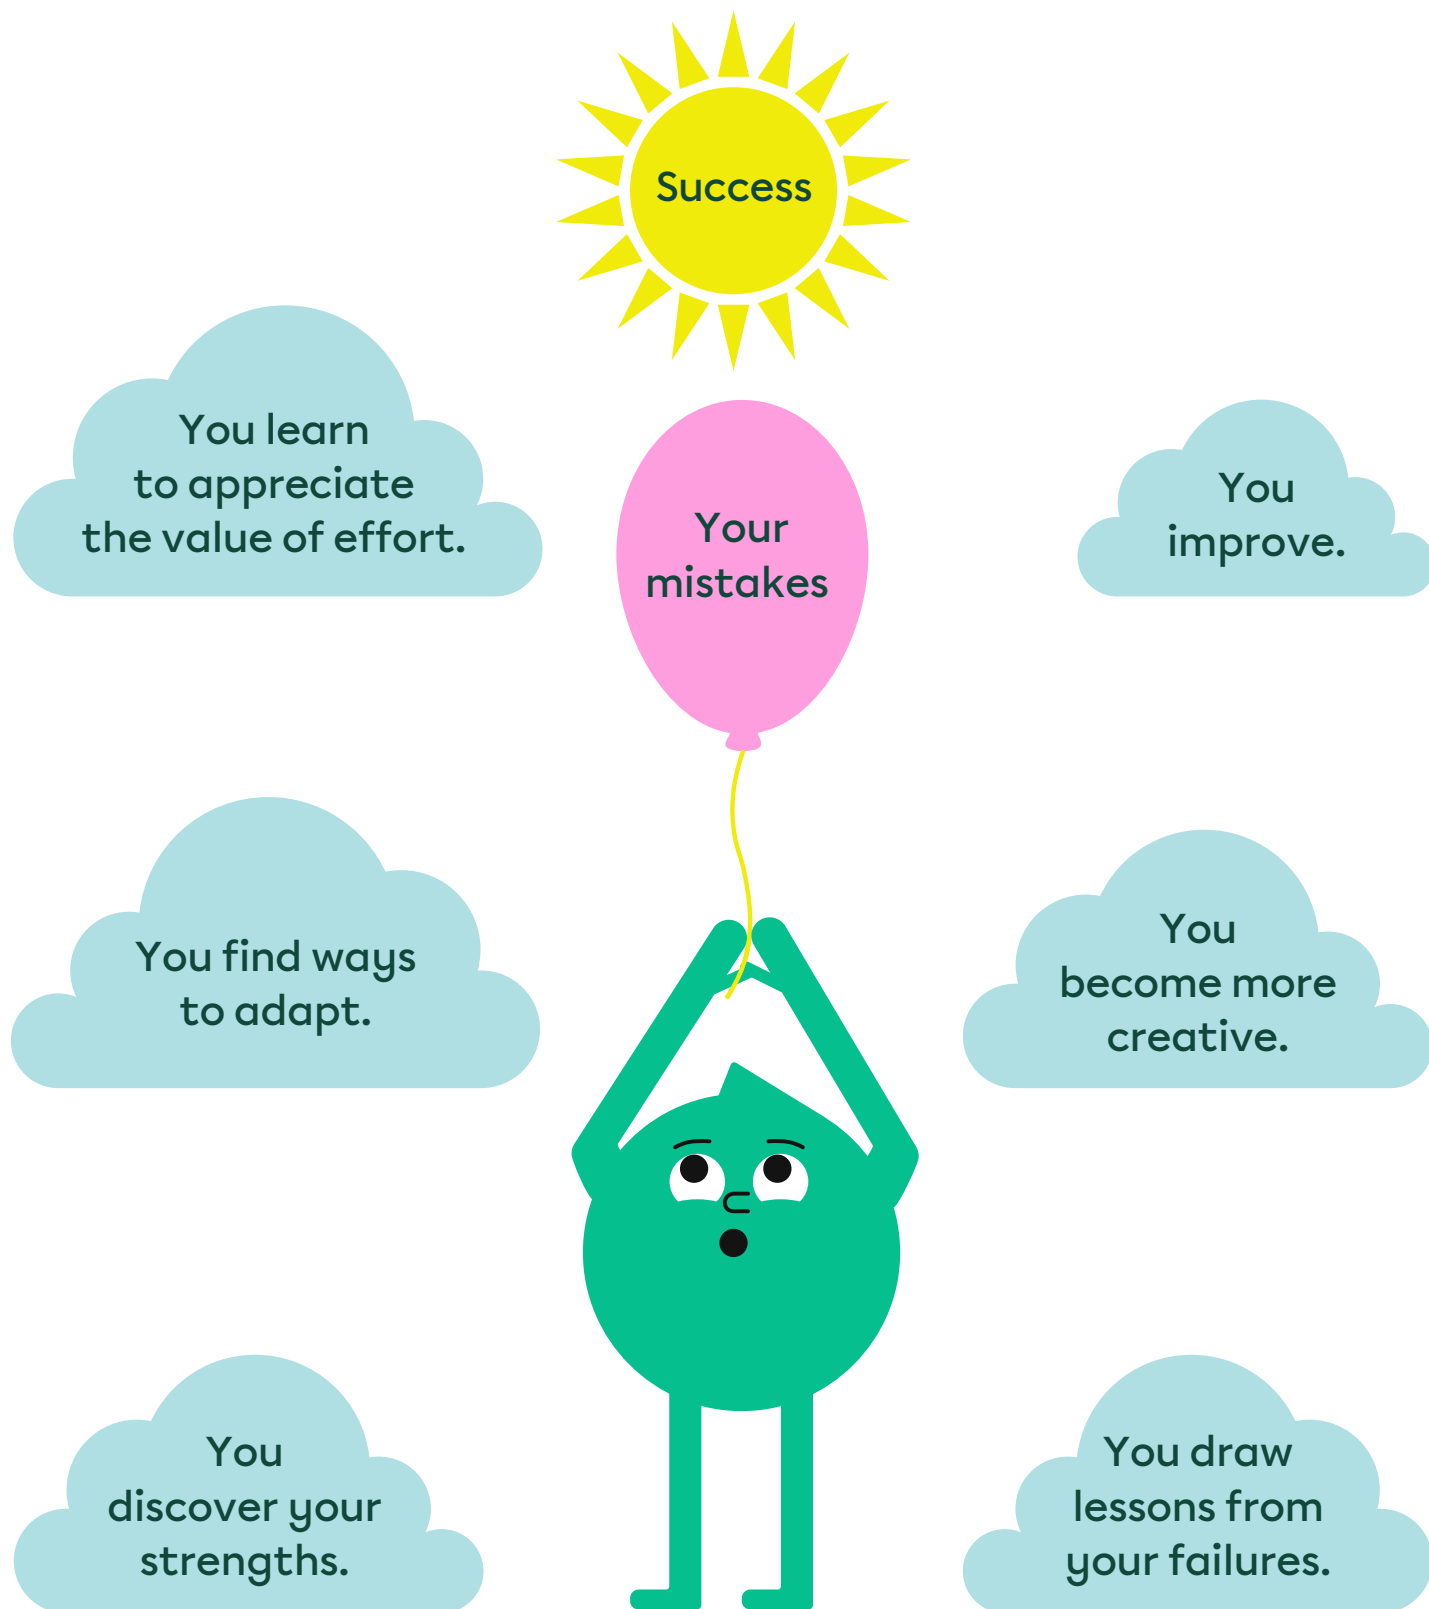 Success
You learn
to appreciate
the value of effort.
Your
mistakes
You
improve.
You find ways
to adapt.
You
become more
creative.
You
discover your
strengths.
You draw
lessons from
your failures.